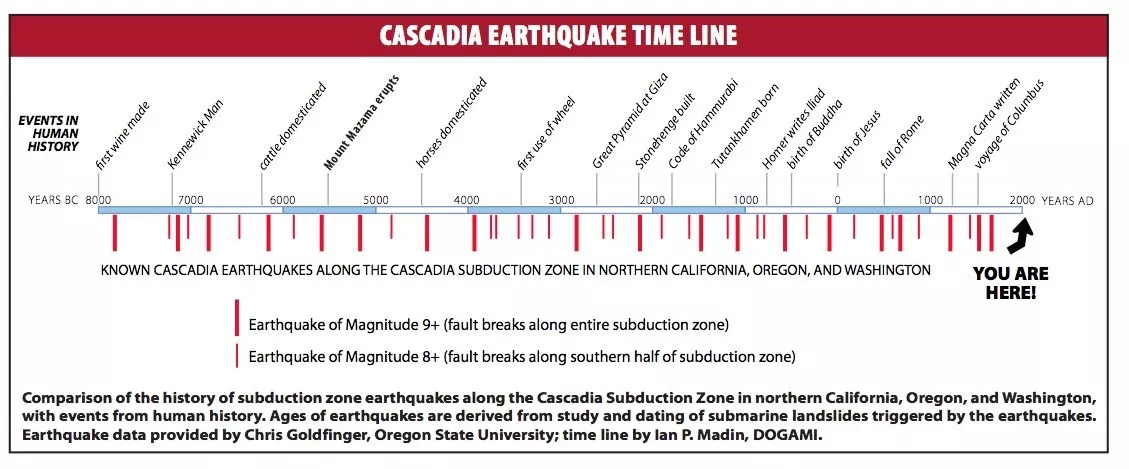 CASCADIA EARTHQUAKE TIME LINE
EVENTS IN
HUMAN
HISTORY
first wine made
Kennewick Man
cattle domesticated
Mount Mazama erupts
horses domesticated
first use of wheel
Great Pyramid at Giza
Stonehenge built
Code of Hammurabi
Tutankhamen born
Homer writes Iliad
birth of Buddha
birth of Jesus
fall of Rome
Magna Carta written
voyage of Columbus
YEARS BC 8000 7000 6000 5000 4000 3000 2000 1000 0 1000 2000 YEARS AD
KNOWN CASCADIA EARTHQUAKES ALONG THE CASCADIA SUBDUCTION ZONE IN NORTHERN CALIFORNIA, OREGON, AND WASHINGTON
YOU ARE
HERE!
Earthquake of Magnitude 9+ (fault breaks along entire subduction zone)
Earthquake of Magnitude 8+ (fault breaks along southern half of subduction zone)
Comparison of the history of subduction zone earthquakes along the Cascadia Subduction Zone in northern California, Oregon, and Washington,
with events from human history. Ages of earthquakes are derived from study and dating of submarine landslides triggered by the earthquakes.
Earthquake data provided by Chris Goldfinger, Oregon State University; time line by Ian P. Madin, DOGAMI.